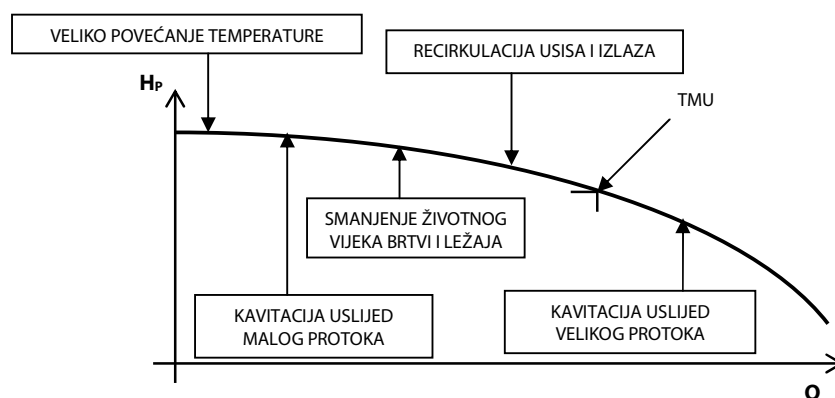 VELIKO POVEĆANJE TEMPERATURE
RECIRKULACIJA USISA I IZLAZA
Hₚ
TMU
SMANJENJE ŽIVOTNOG
VIJEKA BRTVI I LEŽAJA
KAVITACIJA USLIJED
MALOG PROTOKA
KAVITACIJA USLIJED
VELIKOG PROTOKA
Q